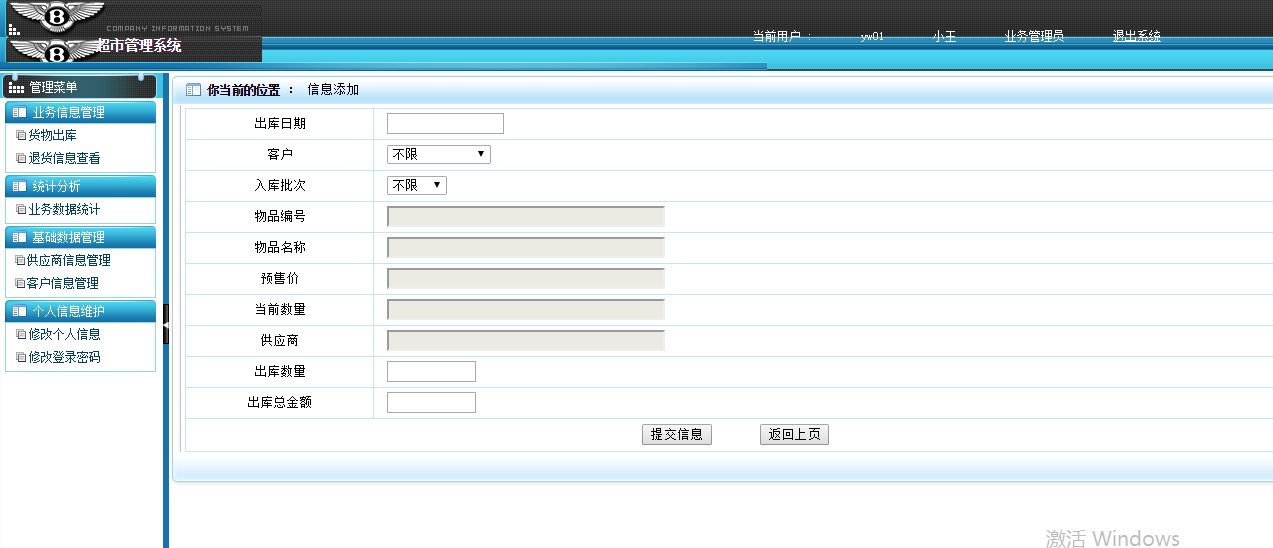 COMPANY INFORMATION SYSTEM
超市管理系统
当前用户 ： yw01 小王 业务管理员 退出系统
管理菜单
业务信息管理
货物出库
退货信息查看
统计分析
业务数据统计
基础数据管理
供应商信息管理
客户信息管理
个人信息维护
修改个人信息
修改登录密码
你当前的位置 ： 信息添加
出库日期
客户 不限
入库批次 不限
物品编号
物品名称
预售价
当前数量
供应商
出库数量
出库总金额
提交信息 返回上页
激活 Windows